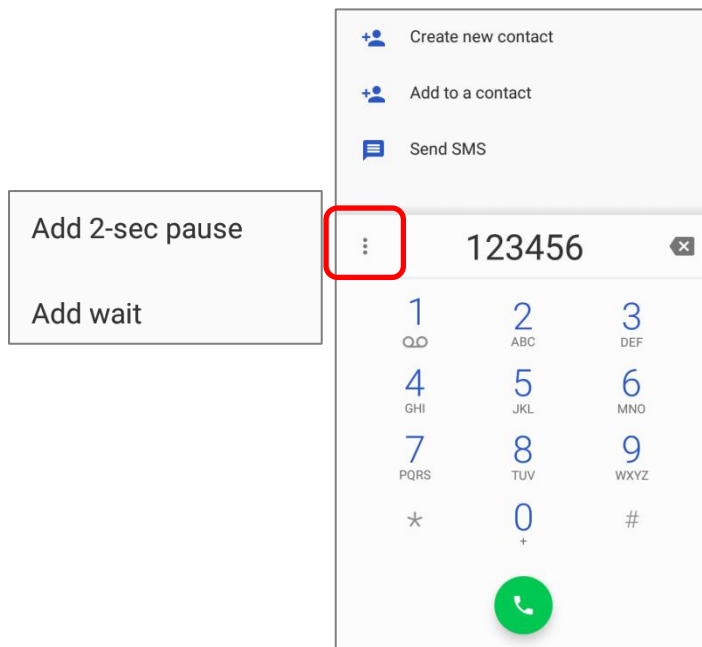 Create new contact
Add to a contact
Send SMS
Add 2-sec pause
Add wait
123456
1 2 3
ABC DEF
4 5 6
GHI JKL MNO
7 8 9
PQRS TUV WXYZ
* 0 #
+